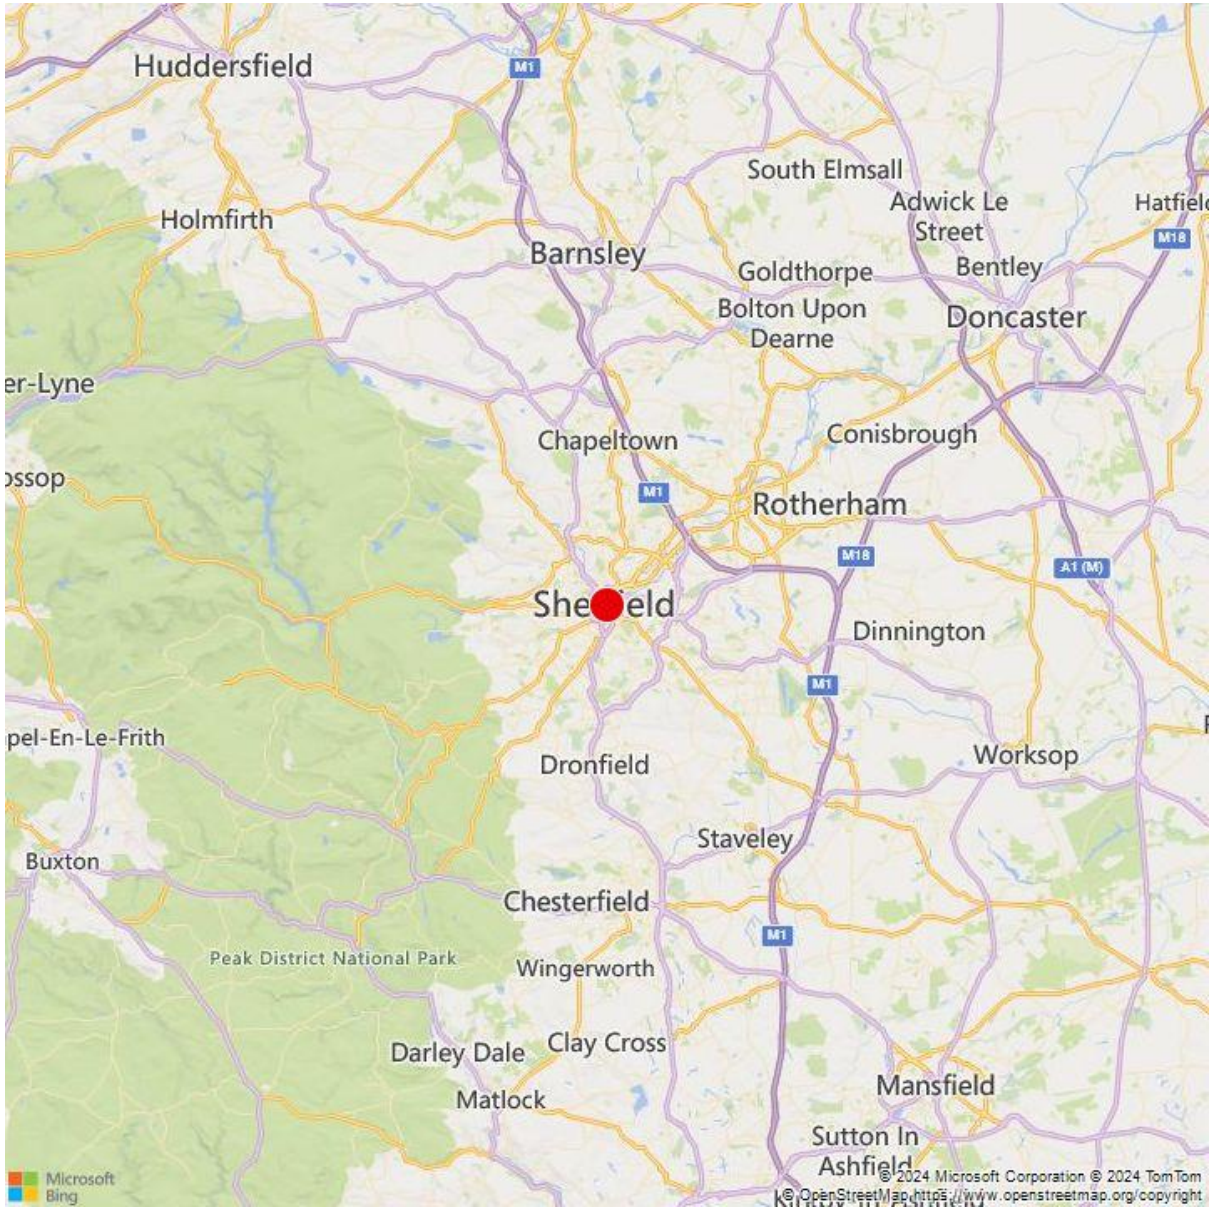 Huddersfield
M1
South Elmsall
Adwick Le
Street
Hatfield
Holmfirth
M18
Barnsley
Goldthorpe
Bentley
Bolton Upon
Dearne
Doncaster
er-Lyne
Chapeltown
Conisbrough
ossop
M1
Rotherham
M18
A1 (M)
Sheffield
Dinnington
M1
pel-En-Le-Frith
Dronfield
Worksop
Staveley
Buxton
Chesterfield
M1
Peak District National Park
Wingerworth
Clay Cross
Darley Dale
Mansfield
Matlock
Sutton In
Ashfield
Microsoft
Bing
© 2024 Microsoft Corporation © 2024 TomTom
© OpenStreetMap https://www.openstreetmap.org/copyright
Kirkby-In-Ashfield